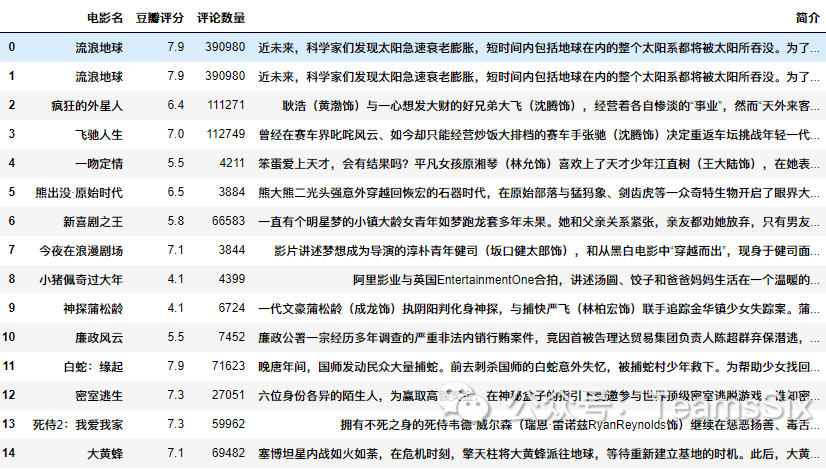 电影名 豆瓣评分 评论数量 简介
0 流浪地球 7.9 390980 近未来，科学家们发现太阳急速衰老膨胀，短时间内包括地球在内的整个太阳系都将被太阳所吞没。为了...
1 流浪地球 7.9 390980 近未来，科学家们发现太阳急速衰老膨胀，短时间内包括地球在内的整个太阳系都将被太阳所吞没。为了...
2 疯狂的外星人 6.4 111271 耿浩（黄渤饰）与一心想发大财的好兄弟大飞（沈腾饰），经营着各自惨淡的“事业”，然而“天外来客...
3 飞驰人生 7.0 112749 曾经在赛车界叱咤风云、如今却只能经营炒饭大排档的赛车手张驰（沈腾饰）决定重返车坛挑战年轻一代...
4 一吻定情 5.5 4211 笨蛋爱上天才，会有结果吗？平凡女孩原湘琴（林允饰）喜欢上了天才少年江直树（王大陆饰），在她表...
5 熊出没·原始时代 6.5 3884 熊大熊二光头强意外穿越回恢宏的石器时代，在原始部落与猛犸象、剑齿虎等一众奇特生物开启了眼界大...
6 新喜剧之王 5.8 66583 一直有个明星梦的小镇大龄女青年如梦跑龙套多年未果。她和父亲关系紧张，亲友都劝她放弃，只有男友...
7 今夜在浪漫剧场 7.1 3844 影片讲述梦想成为导演的淳朴青年健司（坂口健太郎饰），和从黑白电影中“穿越而出”，现身于健司面...
8 小猪佩奇过大年 4.1 4399 阿里影业与英国EntertainmentOne合拍，讲述汤圆、饺子和爸爸妈妈生活在一个温暖的...
9 神探蒲松龄 4.1 6724 一代文豪蒲松龄（成龙饰）执阴阳判化身神探，与捕快严飞（林柏宏饰）联手追踪金华镇少女失踪案。蒲...
10 廉政风云 5.5 7452 廉政公署一宗经历多年调查的严重非法内销行贿案件，竟因首被告理达贸易集团负责人陈超群弃保潜逃，...
11 白蛇：缘起 7.9 71623 晚唐年间，国师发动民众大量捕蛇。前去刺杀国师的白蛇意外失忆，被捕蛇村少年救下。为帮助少女找回...
12 密室逃生 7.3 27051 六位身份各异的陌生人，为赢取高额奖金，在神秘盒子的指引下受邀参与世界顶级密室逃脱游戏，谁知密...
公众号：TeamsSix
13 死侍2：我爱我家 7.3 59962 拥有不死之身的死侍韦德·威尔森（瑞恩·雷诺兹RyanReynolds饰）继续在惩恶扬善、毒舌...
14 大黄蜂 7.1 69482 塞博坦星内战如火如荼，在危机时刻，擎天柱将大黄蜂派往地球，等待重新建立基地的时机。此后，大黄...